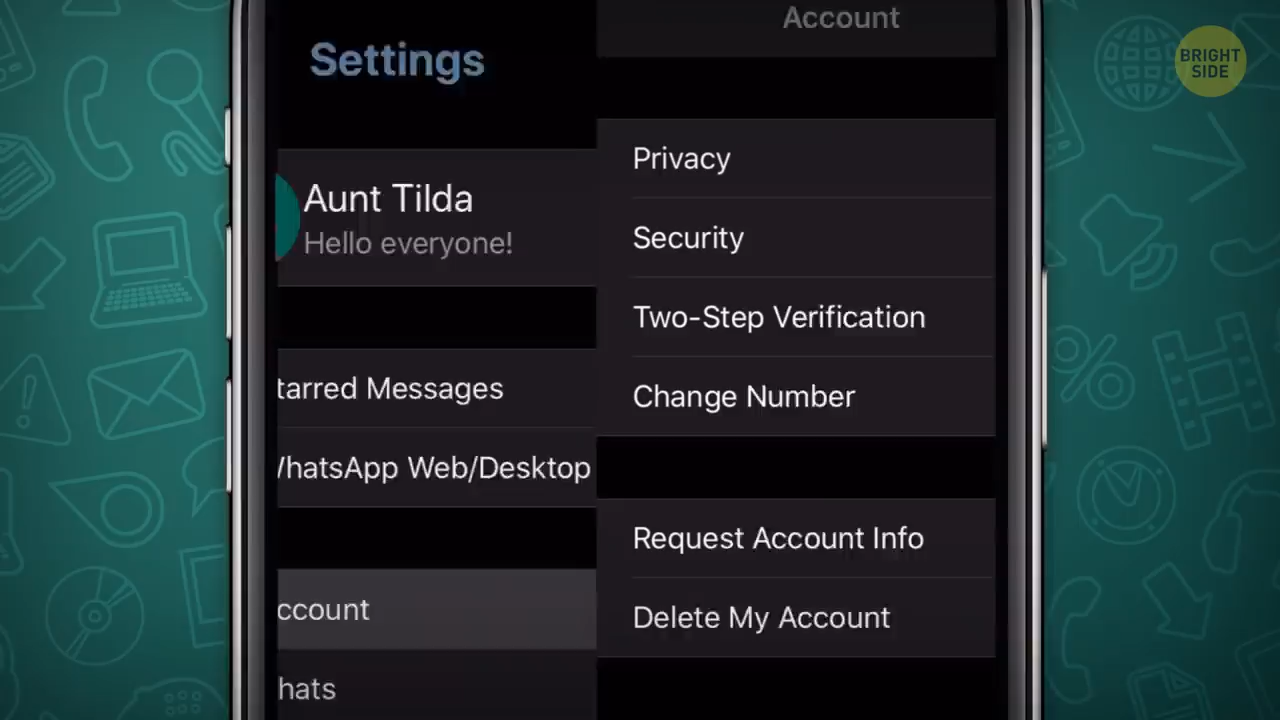 Settings
Aunt Tilda
Hello everyone!
tarred Messages
hatsApp Web/Desktop
ccount
hats
Account
Privacy
Security
Two-Step Verification
Change Number
Request Account Info
Delete My Account
BRIGHT
SIDE